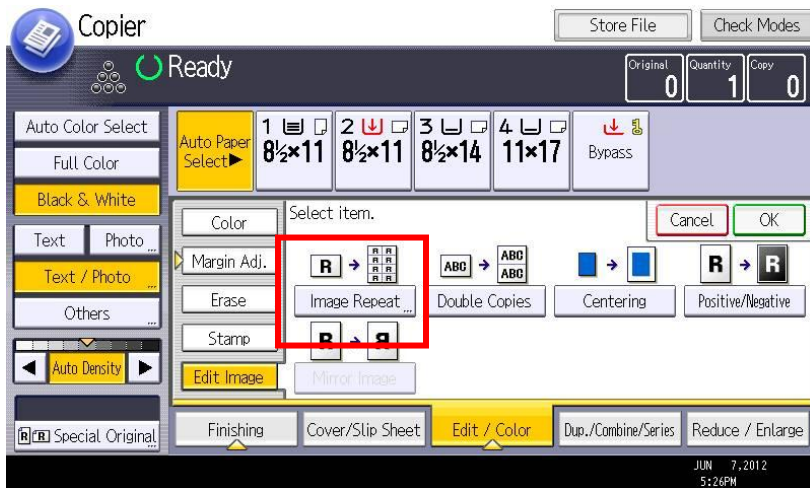 Copier
Store File
Check Modes
Ready
Original 0
Quantity 1
Copy 0
Auto Color Select
Full Color
Black & White
Text
Photo
Text / Photo
Others
Auto Density
Special Original
Auto Paper
Select▶
1
8½×11
2
8½×11
3
8½×14
4
11×17
Bypass
Color
Margin Adj.
Erase
Stamp
Edit Image
Select item.
Cancel
OK
R → R R R R R R R R
Image Repeat
ABC → ABC ABC
Double Copies
Centering
R → R
Positive/Negative
R → Я
Mirror Image
Finishing
Cover/Slip Sheet
Edit / Color
Dup./Combine/Series
Reduce / Enlarge
JUN 7,2012
5:26PM